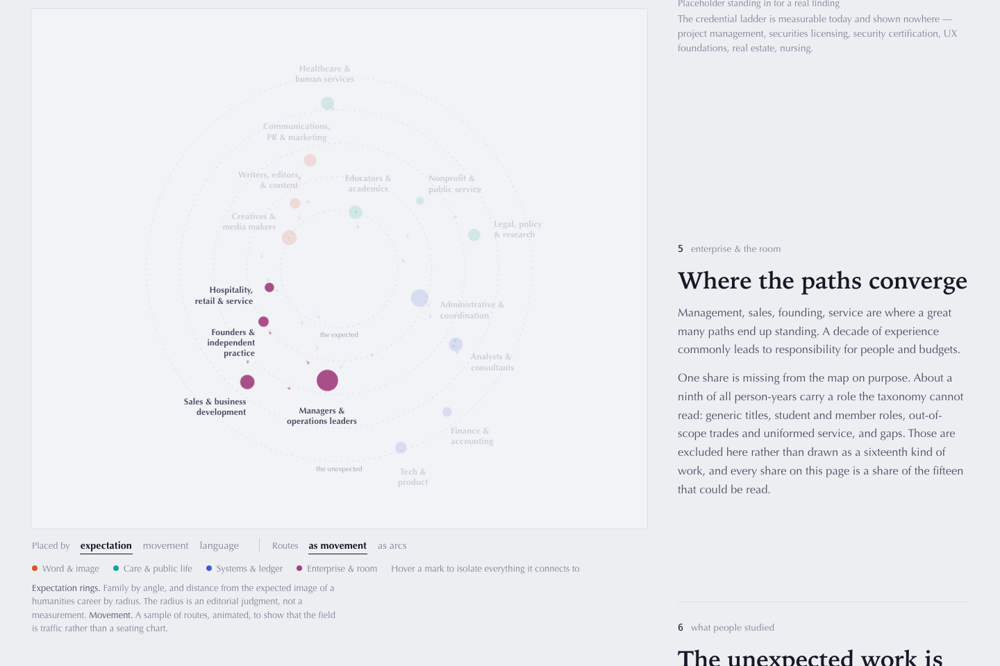 Healthcare &
human services
Communications,
PR & marketing
Writers, editors,
& content
Educators &
academics
Nonprofit &
public service
Creatives &
media makers
Legal, policy
& research
Hospitality,
retail & service
Administrative &
coordination
Founders &
independent
practice
the expected
Analysts &
consultants
Sales & business
development
Managers &
operations leaders
Finance &
accounting
the unexpected
Tech &
product
Placed by expectation movement language Routes as movement as arcs
Word & image Care & public life Systems & ledger Enterprise & room Hover a mark to isolate everything it connects to
Expectation rings. Family by angle, and distance from the expected image of a
humanities career by radius. The radius is an editorial judgment, not a
measurement. Movement. A sample of routes, animated, to show that the field
is traffic rather than a seating chart.
Placeholder standing in for a real finding
The credential ladder is measurable today and shown nowhere —
project management, securities licensing, security certification, UX
foundations, real estate, nursing.
5 enterprise & the room
Where the paths converge
Management, sales, founding, service are where a great
many paths end up standing. A decade of experience
commonly leads to responsibility for people and budgets.
One share is missing from the map on purpose. About a
ninth of all person-years carry a role the taxonomy cannot
read: generic titles, student and member roles, out-of-
scope trades and uniformed service, and gaps. Those are
excluded here rather than drawn as a sixteenth kind of
work, and every share on this page is a share of the fifteen
that could be read.
6 what people studied
The unexpected work is